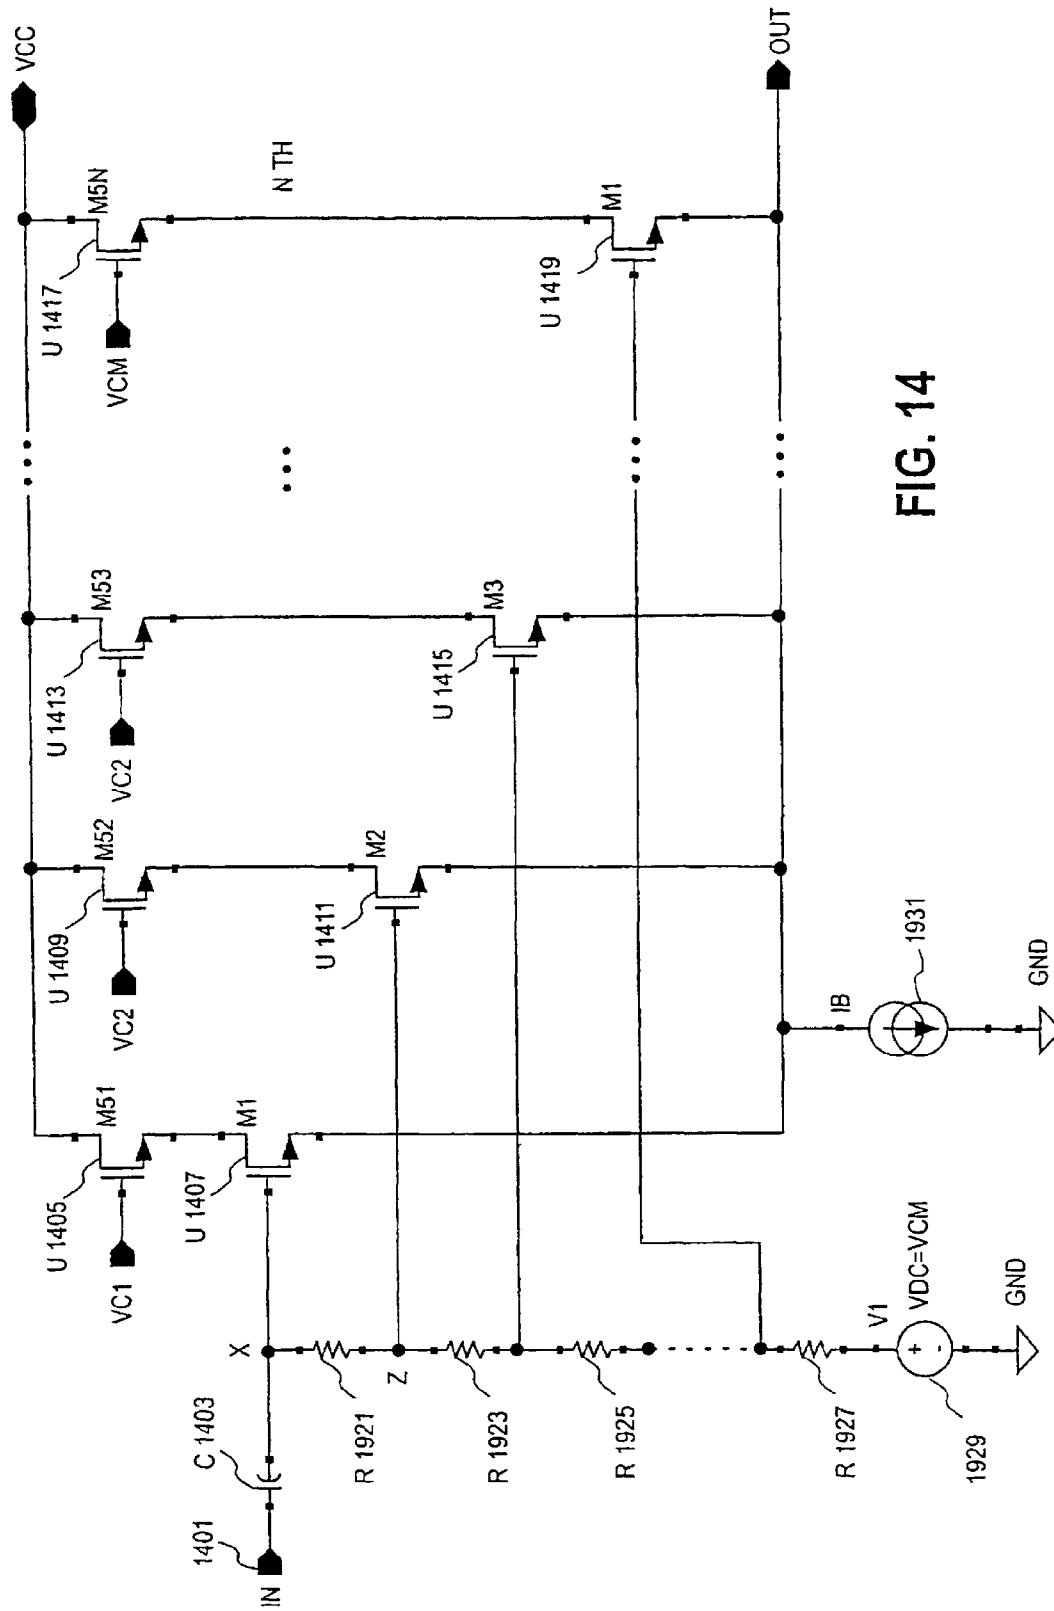 VCC
M5N
U 1417
VCM
N TH
M1
U 1419
OUT
M53
U 1413
VC2
M3
U 1415
M52
U 1409
VC2
M2
U 1411
M51
U 1405
VC1
M1
U 1407
IB
1931
GND
X
C 1403
1401
IN
R 1921
Z
R 1923
R 1925
R 1927
V1
VDC=VCM
+
-
1929
GND
FIG. 14